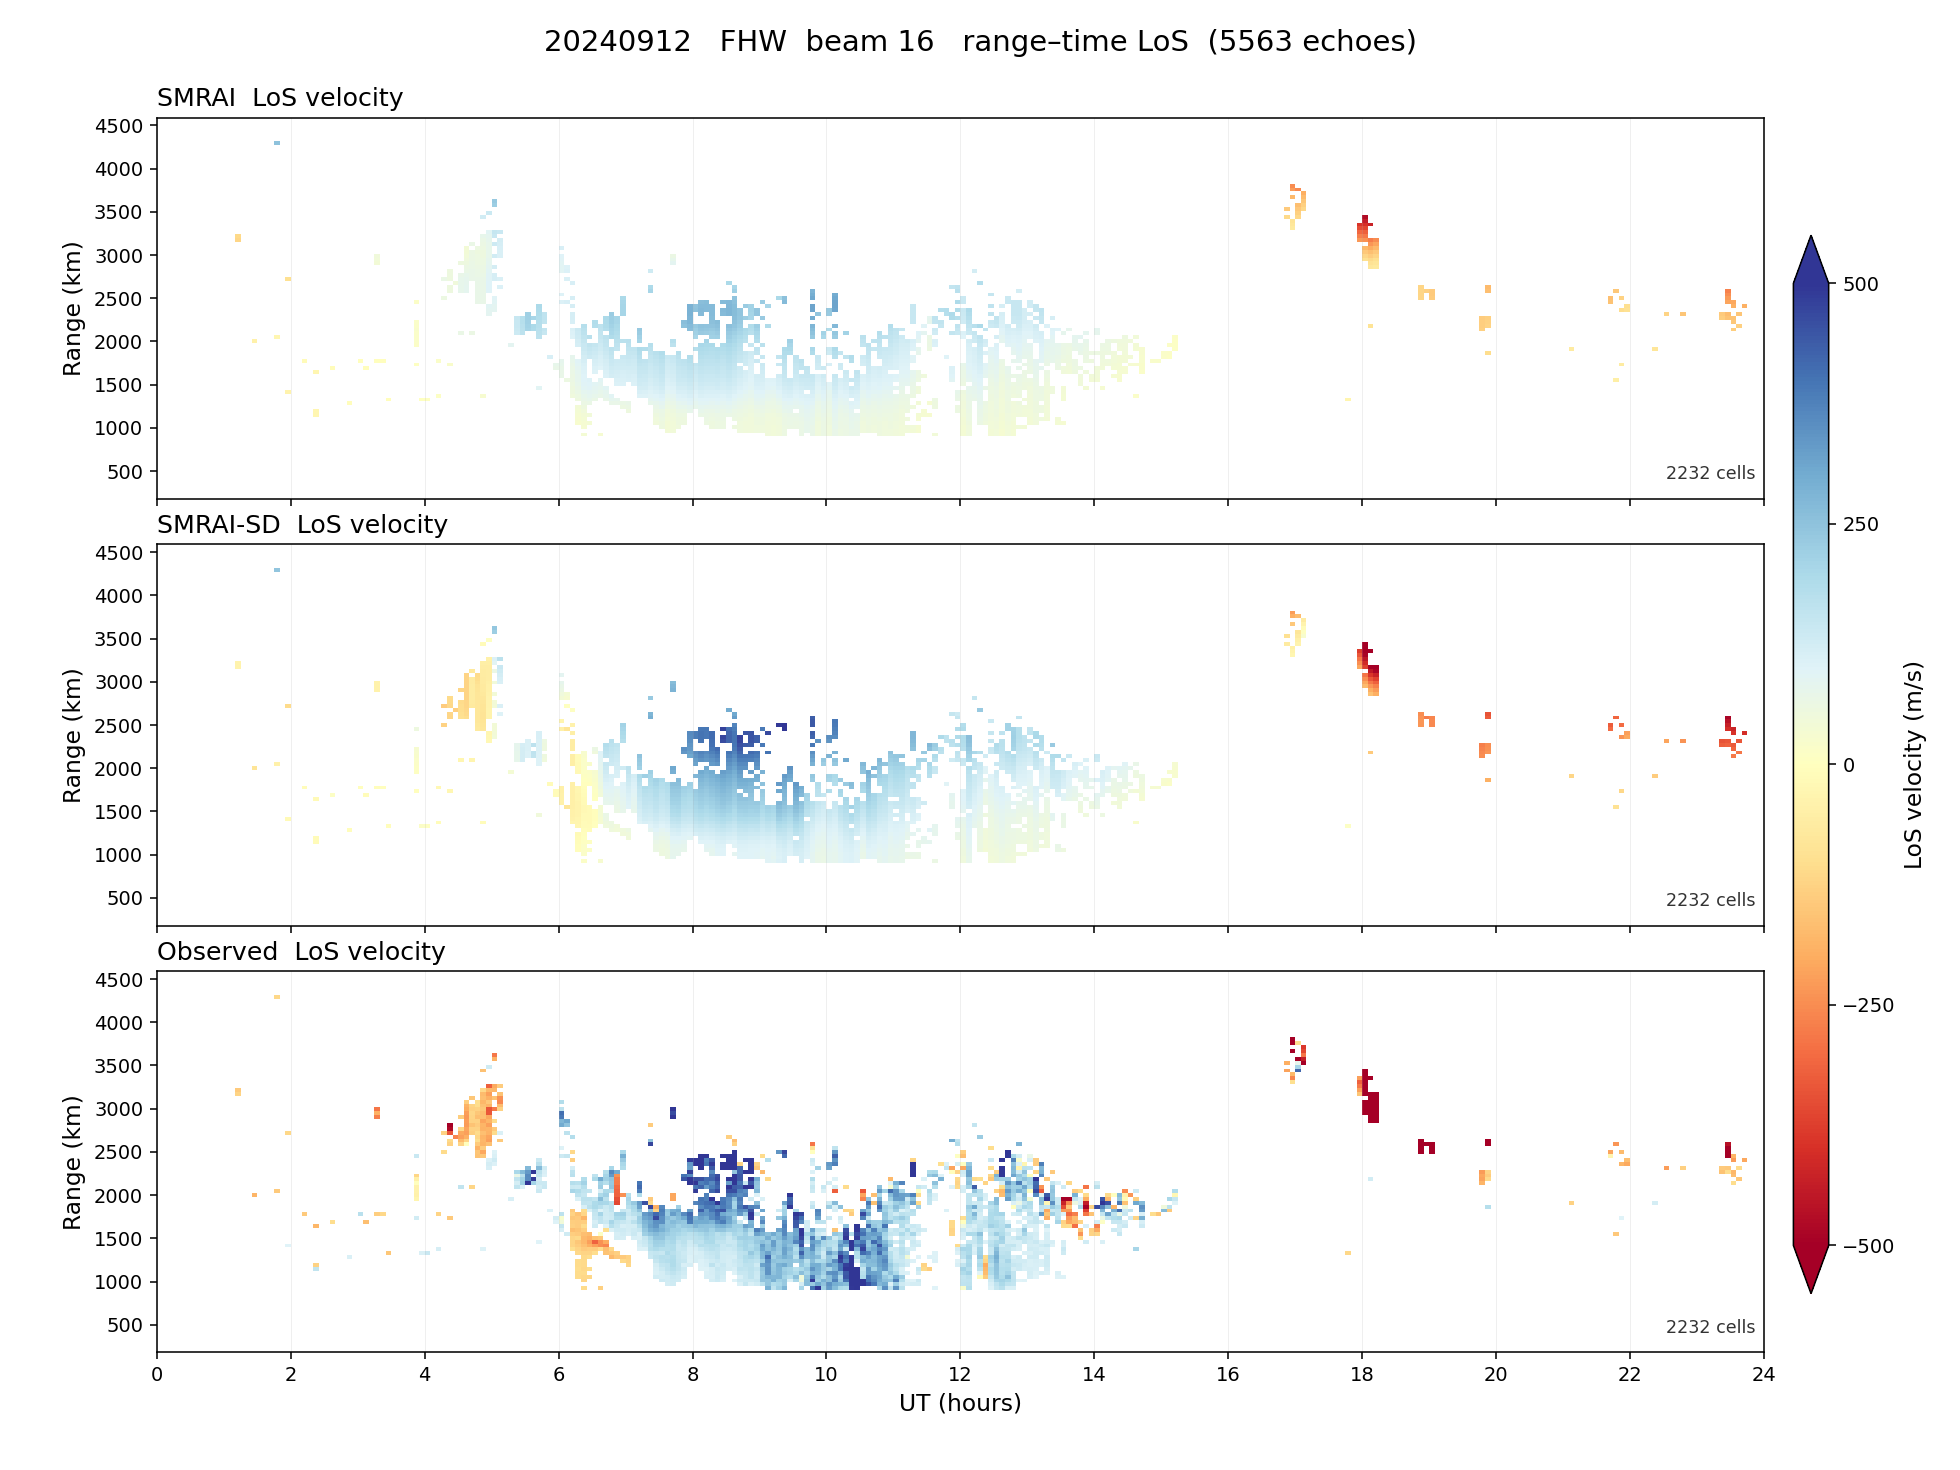 20240912   FHW  beam 16   range–time LoS  (5563 echoes)
SMRAI  LoS velocity
4500
4000
3500
3000
2500
2000
1500
1000
500
Range (km)
2232 cells
SMRAI-SD  LoS velocity
4500
4000
3500
3000
2500
2000
1500
1000
500
Range (km)
2232 cells
Observed  LoS velocity
4500
4000
3500
3000
2500
2000
1500
1000
500
Range (km)
2232 cells
0 2 4 6 8 10 12 14 16 18 20 22 24
UT (hours)
500
250
0
−250
−500
LoS velocity (m/s)